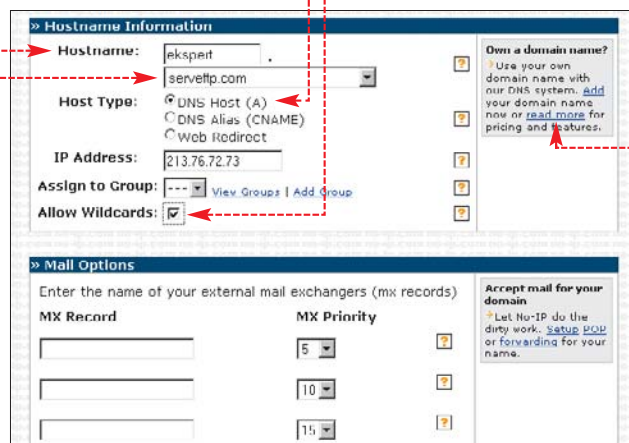 » Hostname Information
Hostname: ekspert .
serveftp.com
Host Type: DNS Host (A)
DNS Alias (CNAME)
Web Redirect
IP Address: 213.76.72.73
Assign to Group: --- View Groups | Add Group
Allow Wildcards:
?
?
?
?
?
Own a domain name?
Use your own
domain name with
our DNS system. Add
your domain name
now or read more for
pricing and features.
» Mail Options
Enter the name of your external mail exchangers (mx records)
MX Record MX Priority
5 ?
10 ?
15 ?
Accept mail for your
domain
Let No-IP do the
dirty work. Setup POP
or forwarding for your
name.